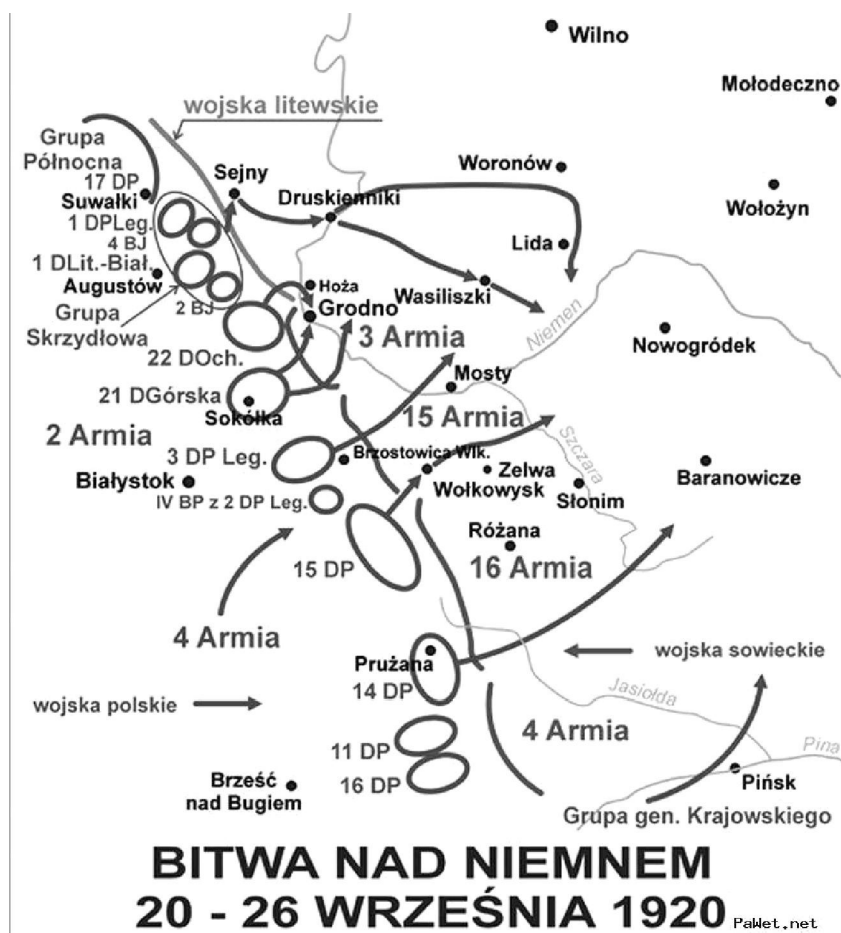 Wilno
Mołodeczno
wojska litewskie
Grupa
Północna
17 DP
Suwałki
1 DPLeg.
4 BJ
1 DLit.-Biał.
Augustów
2 BJ
Grupa
Skrzydłowa
Sejny
Druskienniki
Woronów
Wołożyn
Lida
Hoża
Grodno
Wasiliszki
3 Armia
Niemen
Nowogródek
22 DOch.
21 DGórska
Sokółka
Mosty
15 Armia
2 Armia
3 DP Leg.
Brzostowica Wlk.
Szczara
Białystok
IV BP z 2 DP Leg.
Zelwa
Wołkowysk
Słonim
Baranowicze
15 DP
Różana
16 Armia
4 Armia
Prużana
14 DP
wojska sowieckie
wojska polskie
Jasiołda
4 Armia
11 DP
16 DP
Pina
Brześć
nad Bugiem
Pińsk
Grupa gen. Krajowskiego
BITWA NAD NIEMNEM
20 - 26 WRZEŚNIA 1920
PaWet.net